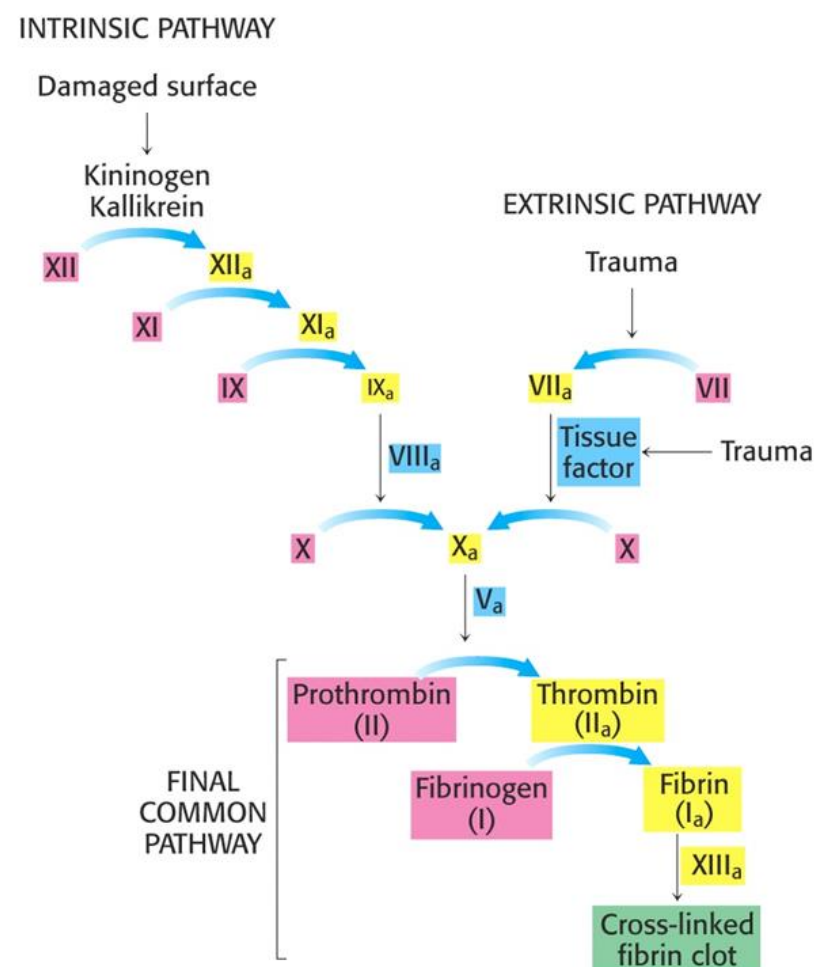 INTRINSIC PATHWAY
Damaged surface
Kininogen
Kallikrein
EXTRINSIC PATHWAY
XII
XIIa
Trauma
XI
XIa
IX
IXa
VIIa
VII
VIIIa
Tissue
factor
Trauma
X
Xa
X
Va
Prothrombin
(II)
Thrombin
(IIa)
FINAL
COMMON
PATHWAY
Fibrinogen
(I)
Fibrin
(Ia)
XIIIa
Cross-linked
fibrin clot